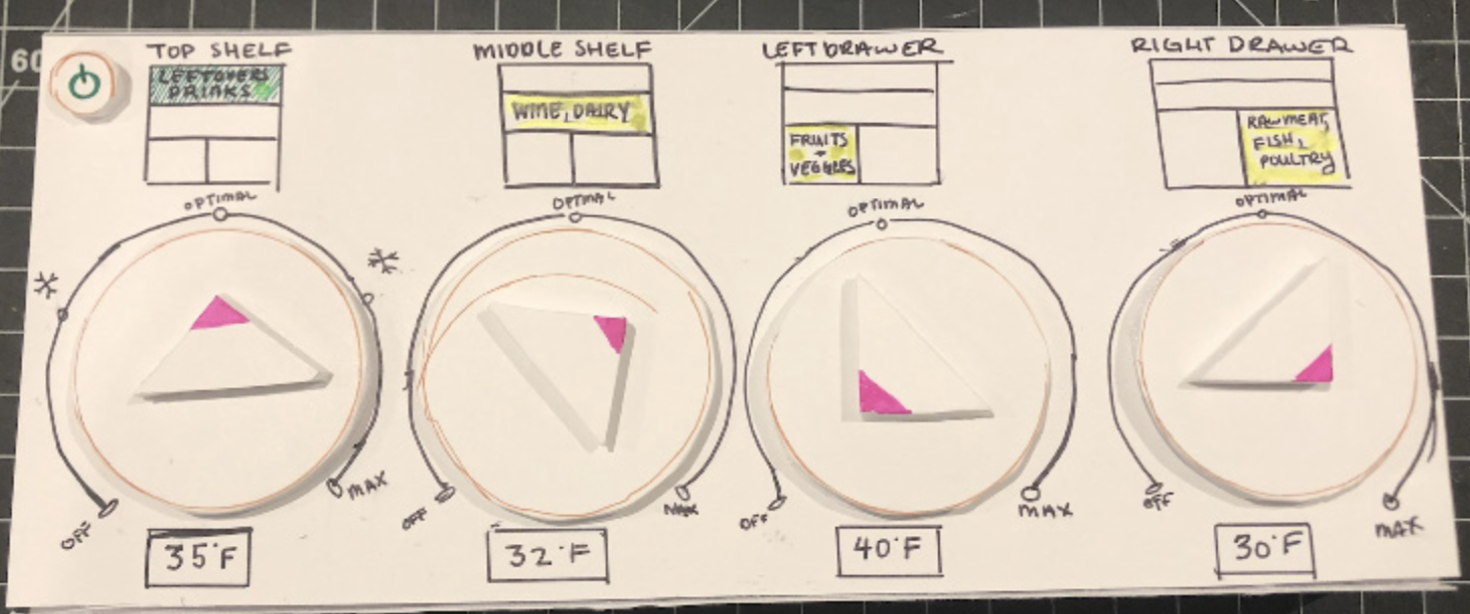 60
TOP SHELF
LEFTOVERS
DRINKS
OPTIMAL
OFF
MAX
35°F
MIDDLE SHELF
WINE, DAIRY
OPTIMAL
OFF
MAX
32°F
LEFT DRAWER
FRUITS
+
VEGGIES
OPTIMAL
OFF
MAX
40°F
RIGHT DRAWER
RAW MEAT,
FISH,
POULTRY
OPTIMAL
OFF
MAX
30°F